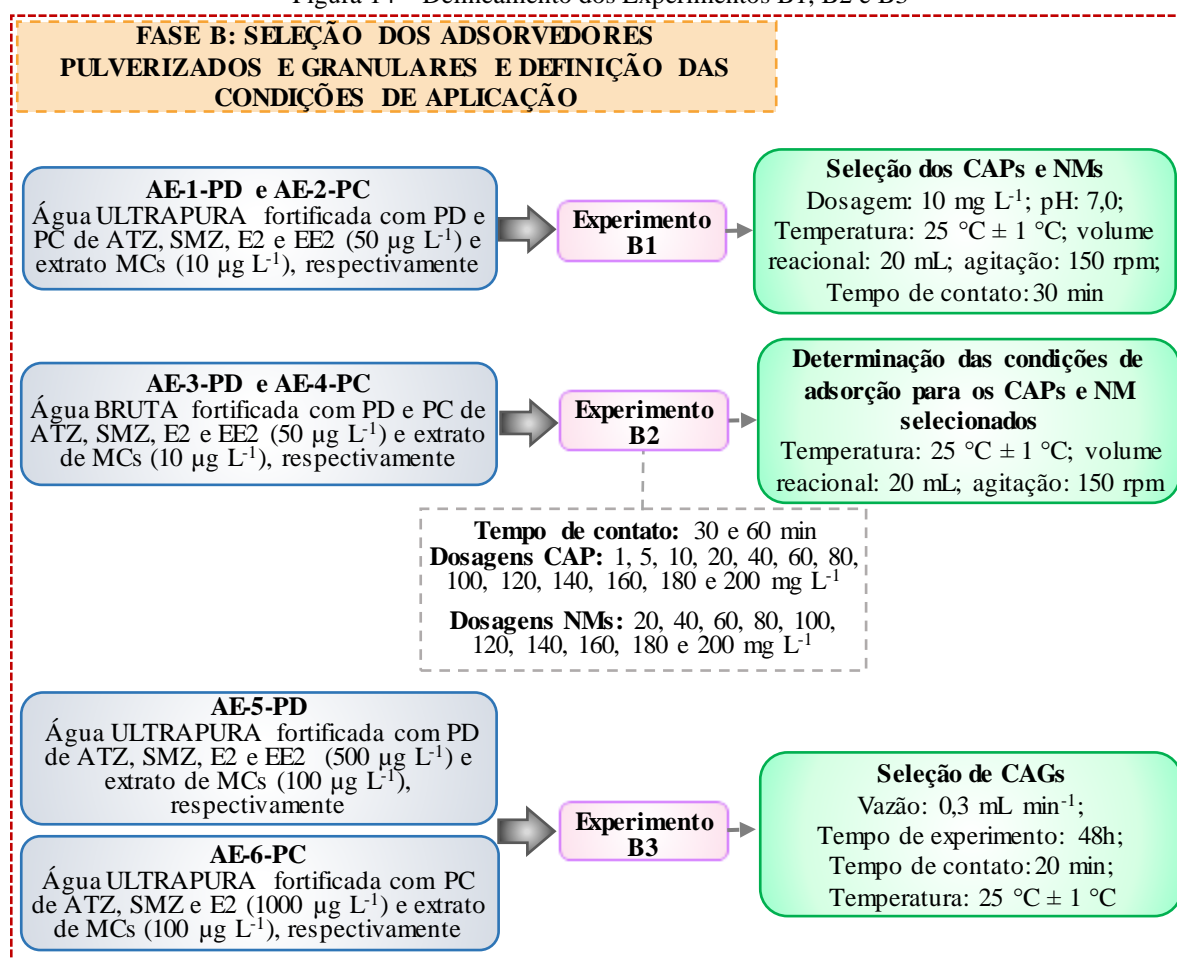 Figura 14 – Delineamento dos Experimentos B1, B2 e B3
FASE B: SELEÇÃO DOS ADSORVEDORES
PULVERIZADOS E GRANULARES E DEFINIÇÃO DAS
CONDIÇÕES DE APLICAÇÃO
AE-1-PD e AE-2-PC
Água ULTRAPURA fortificada com PD e
PC de ATZ, SMZ, E2 e EE2 (50 µg L-1) e
extrato MCs (10 µg L-1), respectivamente
Experimento
B1
Seleção dos CAPs e NMs
Dosagem: 10 mg L-1; pH: 7,0;
Temperatura: 25 °C ± 1 °C; volume
reacional: 20 mL; agitação: 150 rpm;
Tempo de contato: 30 min
AE-3-PD e AE-4-PC
Água BRUTA fortificada com PD e PC de
ATZ, SMZ, E2 e EE2 (50 µg L-1) e extrato
de MCs (10 µg L-1), respectivamente
Experimento
B2
Determinação das condições de
adsorção para os CAPs e NM
selecionados
Temperatura: 25 °C ± 1 °C; volume
reacional: 20 mL; agitação: 150 rpm
Tempo de contato: 30 e 60 min
Dosagens CAP: 1, 5, 10, 20, 40, 60, 80,
100, 120, 140, 160, 180 e 200 mg L-1
Dosagens NMs: 20, 40, 60, 80, 100,
120, 140, 160, 180 e 200 mg L-1
AE-5-PD
Água ULTRAPURA fortificada com PD
de ATZ, SMZ, E2 e EE2 (500 µg L-1) e
extrato de MCs (100 µg L-1),
respectivamente
AE-6-PC
Água ULTRAPURA fortificada com PC
de ATZ, SMZ e E2 (1000 µg L-1) e extrato
de MCs (100 µg L-1), respectivamente
Experimento
B3
Seleção de CAGs
Vazão: 0,3 mL min-1;
Tempo de experimento: 48h;
Tempo de contato: 20 min;
Temperatura: 25 °C ± 1 °C